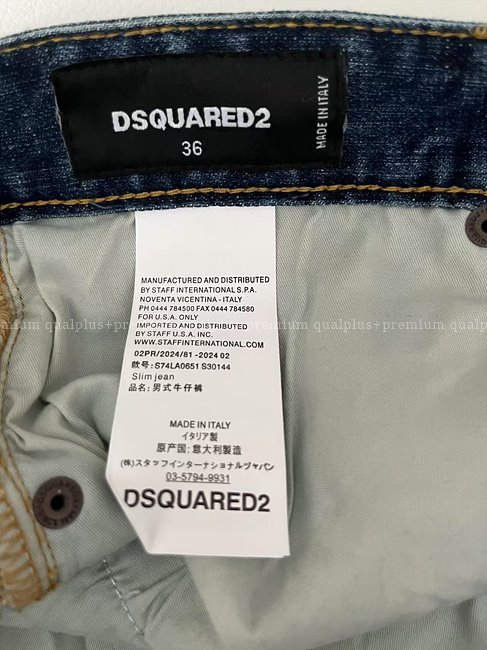 DSQUARED2
36
MADE IN ITALY
MANUFACTURED AND DISTRIBUTED
BY STAFF INTERNATIONAL S.P.A.
NOVENTA VICENTINA - ITALY
PH 0444 784500 FAX 0444 784580
FOR U.S.A. ONLY
IMPORTED AND DISTRIBUTED
BY STAFF U.S.A. INC.
WWW.STAFFINTERNATIONAL.COM
02PR/2024/81 -2024 02
款号: S74LA0651 S30144
Slim jean
品名: 男式牛仔裤
MADE IN ITALY
イタリア製
原产国: 意大利製造
(株)スタッフインターナショナルヅャパン
03-5794-9931
DSQUARED2
premium qualplus+premium qualplus+premium qualp